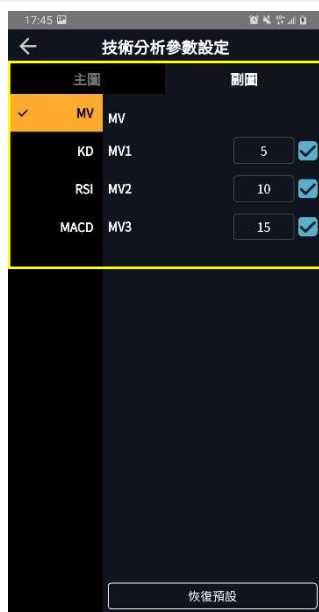 17:45
技術分析參數設定
主圖 副圖
MV MV
KD MV1 5
RSI MV2 10
MACD MV3 15
恢復預設